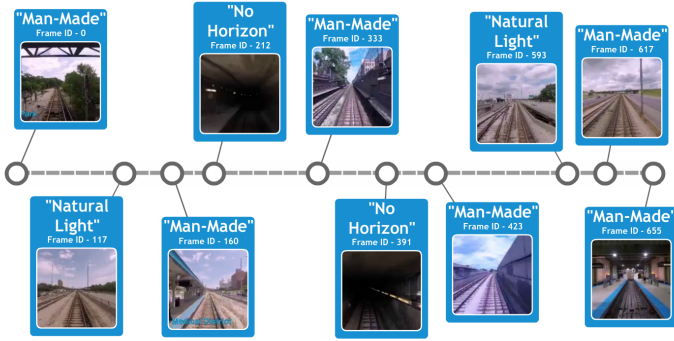 "Man-Made"
Frame ID - 0
"Natural
Light"
Frame ID - 117
"Man-Made"
Frame ID - 160
"No
Horizon"
Frame ID - 212
"Man-Made"
Frame ID - 333
"No
Horizon"
Frame ID - 391
"Man-Made"
Frame ID - 423
"Natural
Light"
Frame ID - 593
"Man-Made"
Frame ID - 617
"Man-Made"
Frame ID - 655